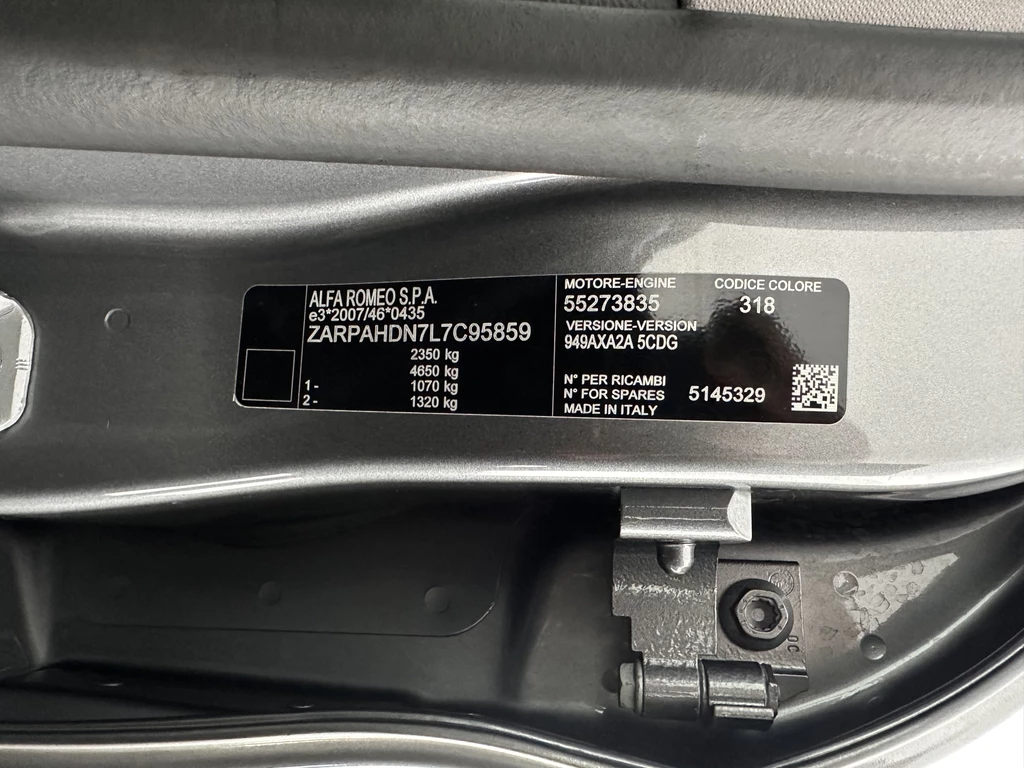 ALFA ROMEO S.P.A.
e3*2007/46*0435
ZARPAHDN7L7C95859
2350 kg
4650 kg
1- 1070 kg
2- 1320 kg
MOTORE-ENGINE
55273835
CODICE COLORE
318
VERSIONE-VERSION
949AXA2A 5CDG
N° PER RICAMBI
N° FOR SPARES 5145329
MADE IN ITALY